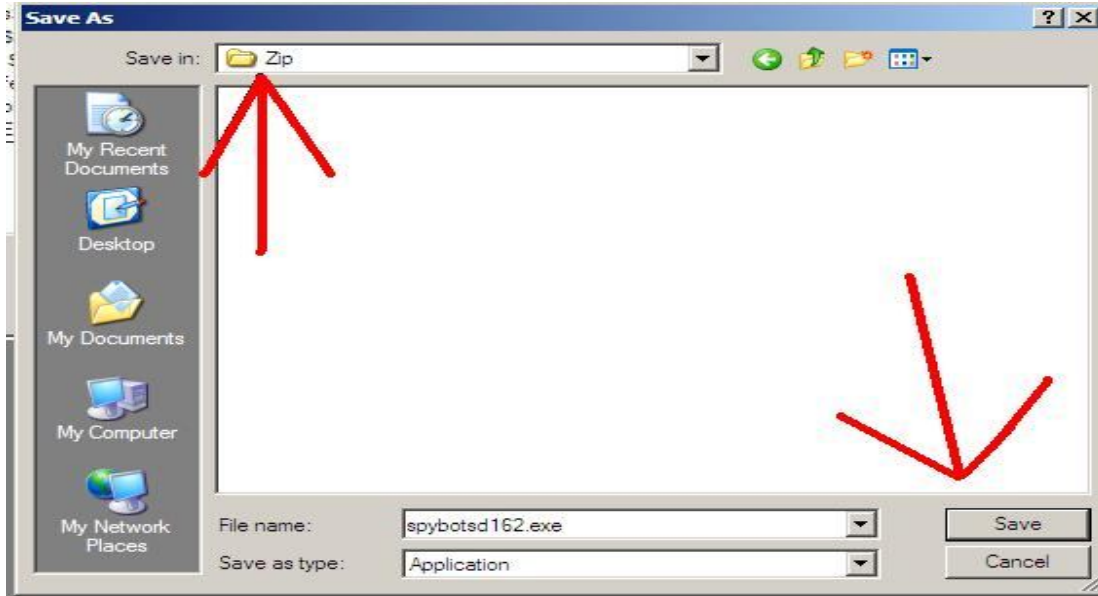 Save As
Save in:
Zip
My Recent
Documents
Desktop
My Documents
My Computer
My Network
Places
File name:
spybotsd162.exe
Save
Save as type:
Application
Cancel